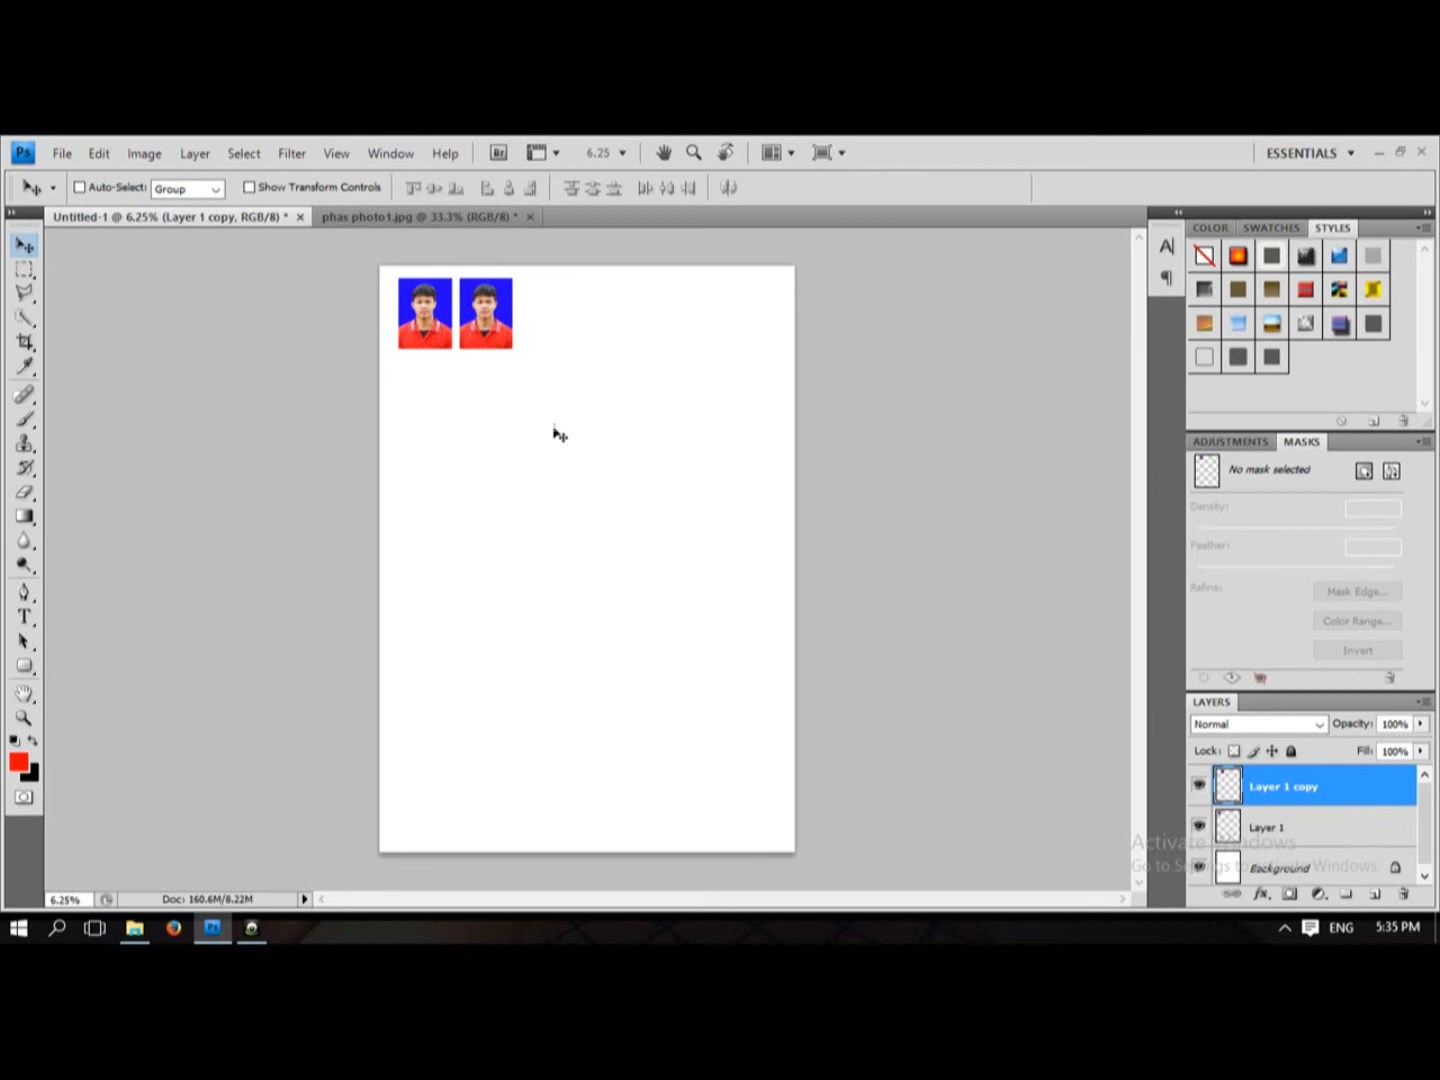 Ps File Edit Image Layer Select Filter View Window Help Br 6.25 ESSENTIALS
Auto-Select: Group Show Transform Controls
Untitled-1 @ 6.25% (Layer 1 copy, RGB/8) * phas photo1.jpg @ 33.3% (RGB/8) *
COLOR SWATCHES STYLES
ADJUSTMENTS MASKS
No mask selected
Density:
Feather:
Refine: Mask Edge...
Color Range...
Invert
LAYERS
Normal Opacity: 100%
Lock: Fill: 100%
Layer 1 copy
Layer 1
Activate Windows
Go to Settings to activate Windows.
Background
6.25% Doc: 160.6M/8.22M
Ps ENG 5:35 PM